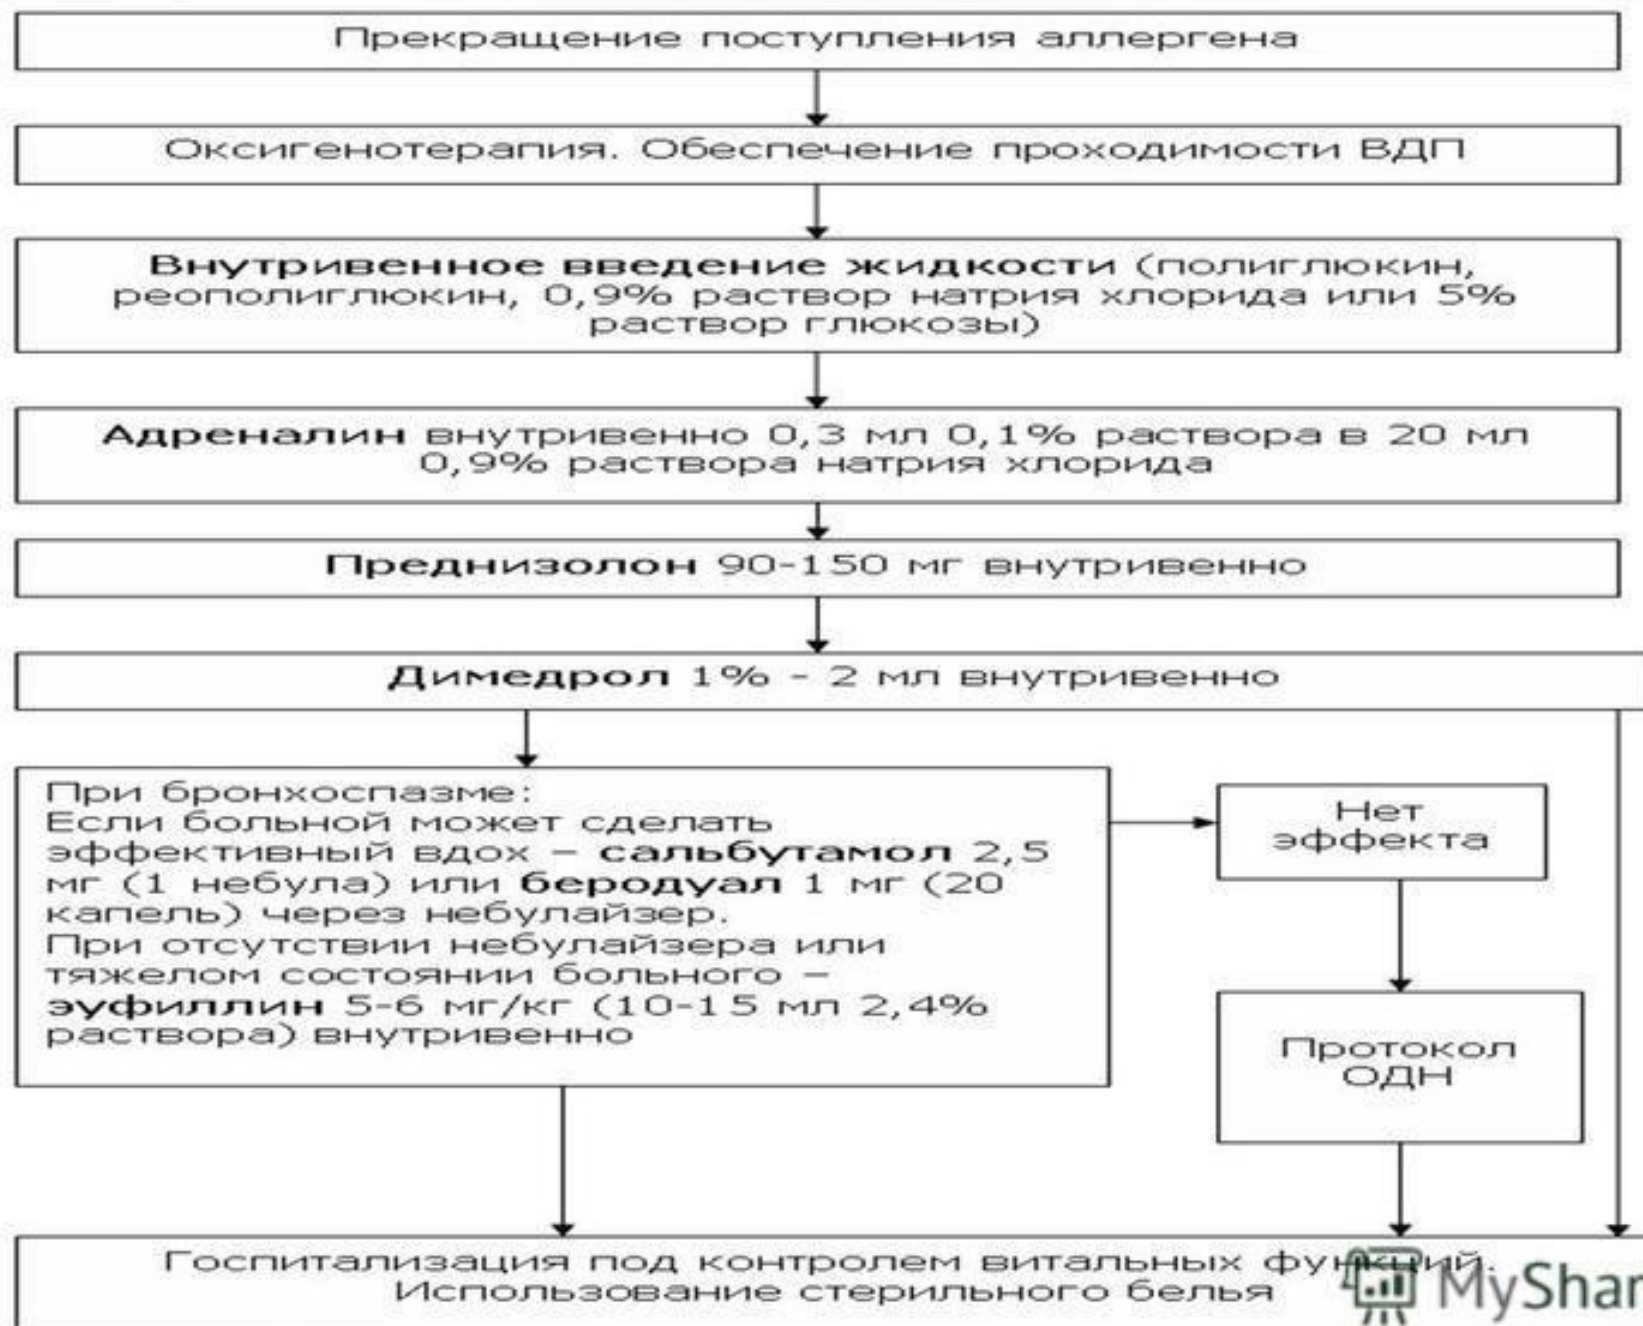 Прекращение поступления аллергена
Оксигенотерапия. Обеспечение проходимости ВДП
Внутривенное введение жидкости (полиглюкин,
реополиглюкин, 0,9% раствор натрия хлорида или 5%
раствор глюкозы)
Адреналин внутривенно 0,3 мл 0,1% раствора в 20 мл
0,9% раствора натрия хлорида
Преднизолон 90-150 мг внутривенно
Димедрол 1% - 2 мл внутривенно
При бронхоспазме:
Если больной может сделать
эффективный вдох – сальбутамол 2,5
мг (1 небула) или беродуал 1 мг (20
капель) через небулайзер.
При отсутствии небулайзера или
тяжелом состоянии больного –
эуфиллин 5-6 мг/кг (10-15 мл 2,4%
раствора) внутривенно
Нет
эффекта
Протокол
ОДН
Госпитализация под контролем витальных функций.
Использование стерильного белья
MyShar